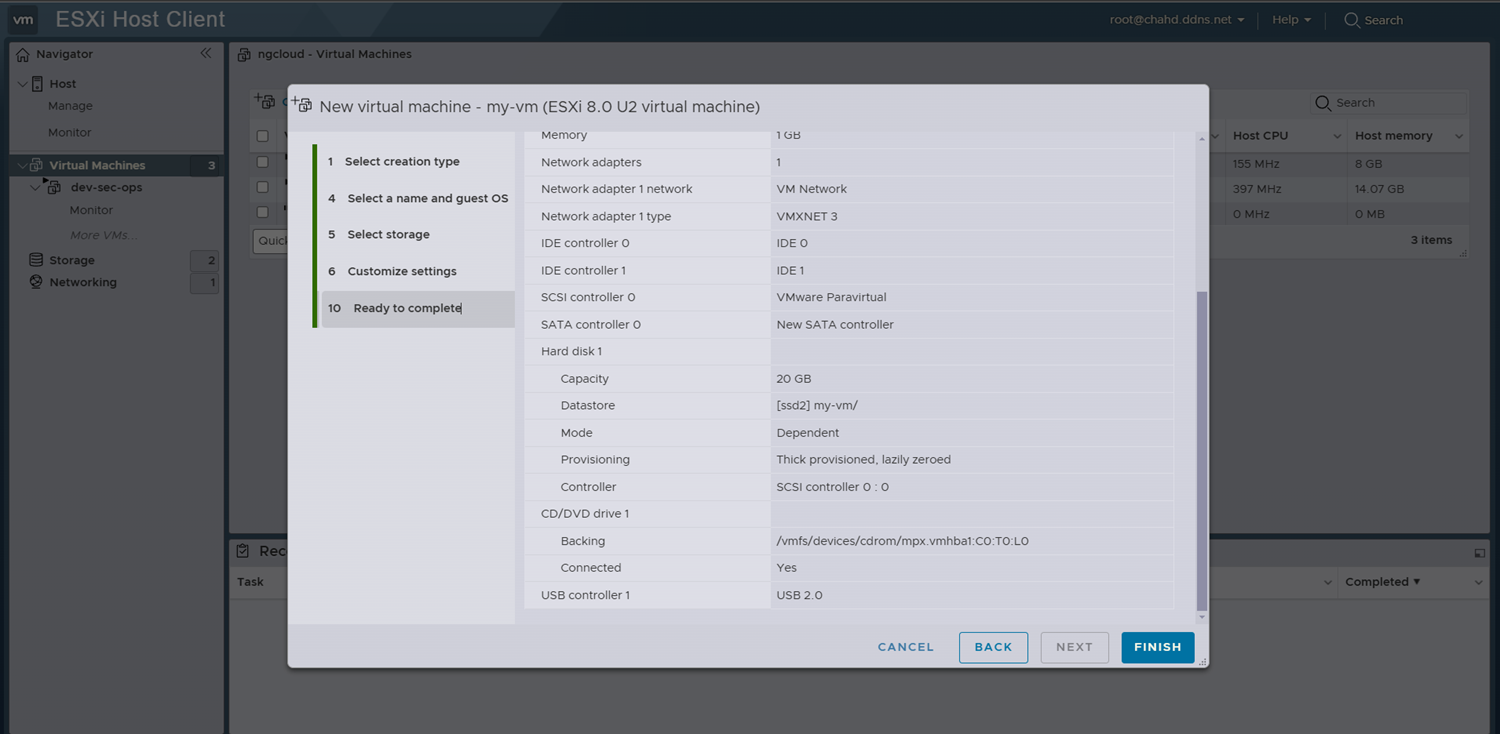 vm ESXi Host Client root@chahd.ddns.net Help Search
Navigator
Host
Manage
Monitor
Virtual Machines 3
dev-sec-ops
Monitor
More VMs...
Storage 2
Networking 1
ngcloud - Virtual Machines
Search
Host CPU Host memory
155 MHz 8 GB
397 MHz 14.07 GB
0 MHz 0 MB
3 items
New virtual machine - my-vm (ESXi 8.0 U2 virtual machine)
1 Select creation type
4 Select a name and guest OS
5 Select storage
6 Customize settings
10 Ready to complete
Memory 1 GB
Network adapters 1
Network adapter 1 network VM Network
Network adapter 1 type VMXNET 3
IDE controller 0 IDE 0
IDE controller 1 IDE 1
SCSI controller 0 VMware Paravirtual
SATA controller 0 New SATA controller
Hard disk 1
Capacity 20 GB
Datastore [ssd2] my-vm/
Mode Dependent
Provisioning Thick provisioned, lazily zeroed
Controller SCSI controller 0 : 0
CD/DVD drive 1
Backing /vmfs/devices/cdrom/mpx.vmhba1:C0:T0:L0
Connected Yes
USB controller 1 USB 2.0
CANCEL BACK NEXT FINISH
Task Completed